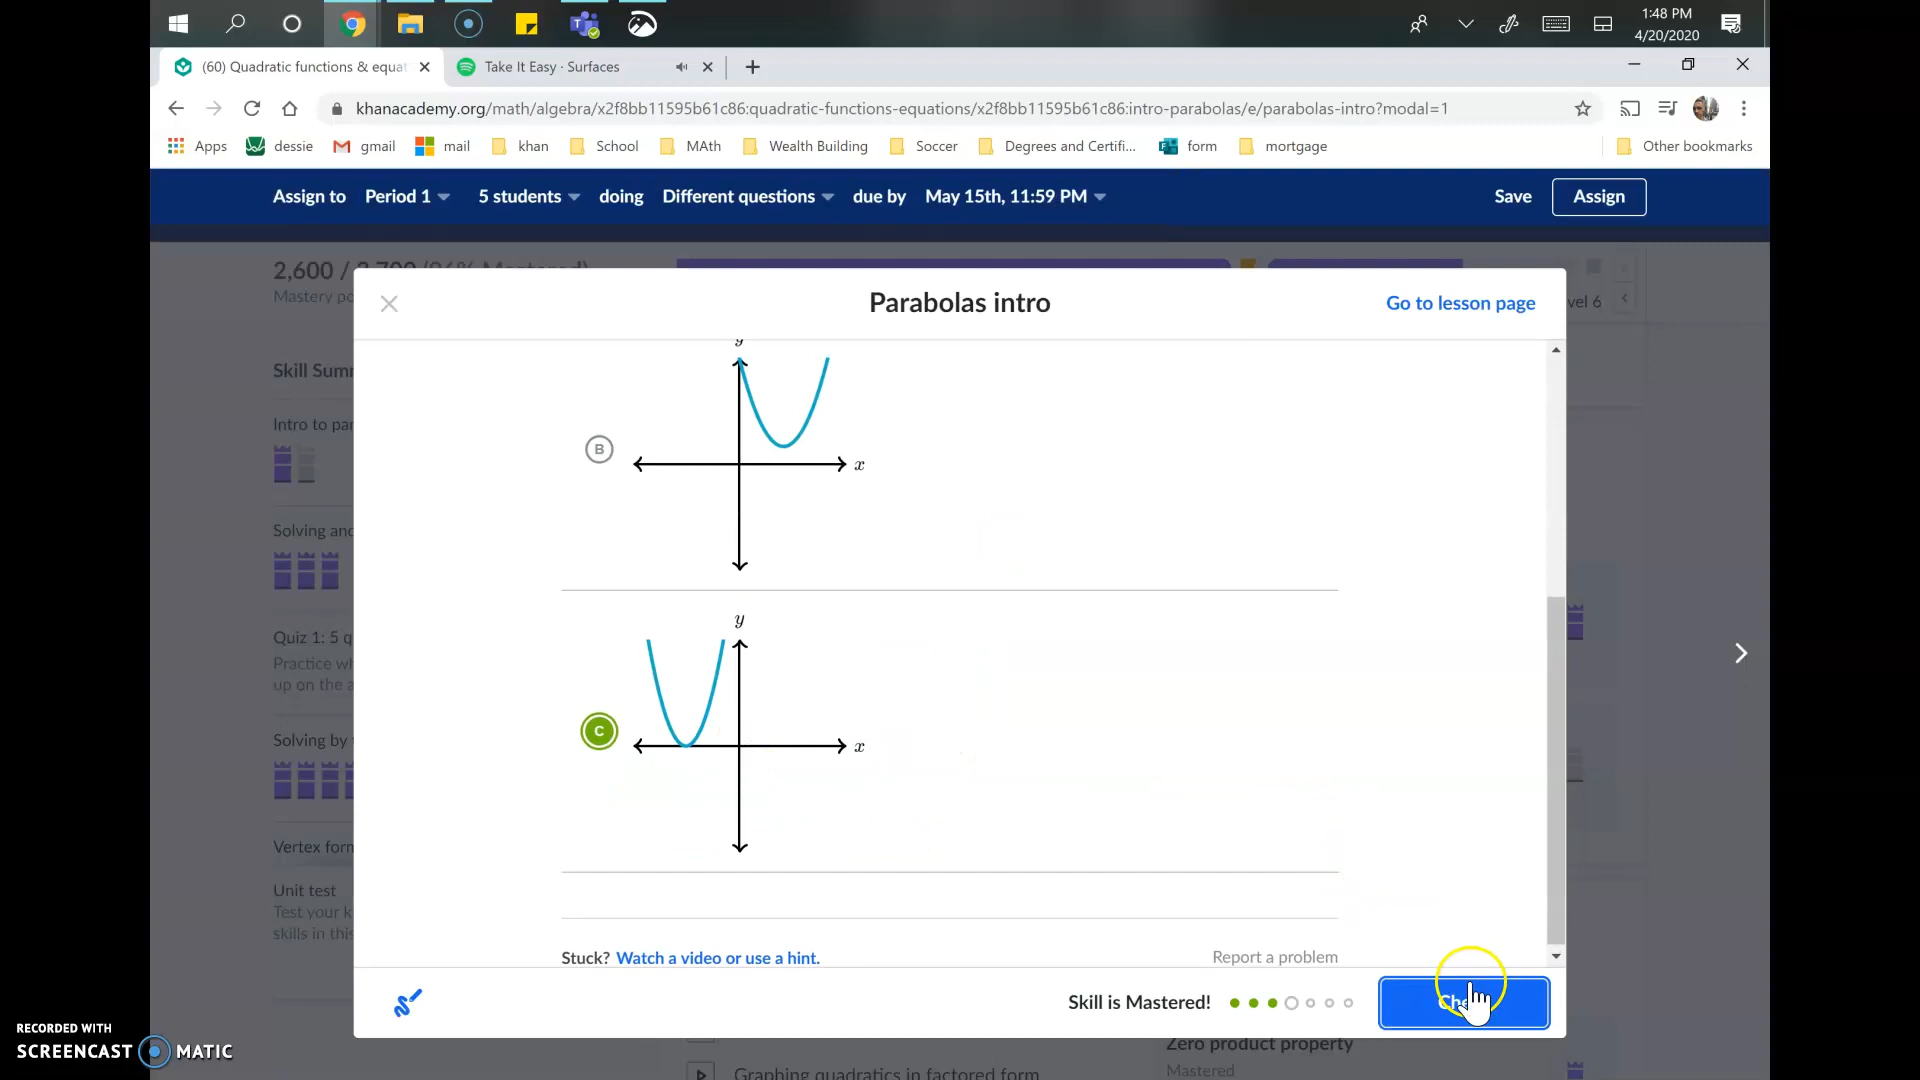 1:48 PM
4/20/2020
(60) Quadratic functions & equat
Take It Easy · Surfaces
khanacademy.org/math/algebra/x2f8bb11595b61c86:quadratic-functions-equations/x2f8bb11595b61c86:intro-parabolas/e/parabolas-intro?modal=1
Apps dessie gmail mail khan School MAth Wealth Building Soccer Degrees and Certifi... form mortgage Other bookmarks
Assign to Period 1 5 students doing Different questions due by May 15th, 11:59 PM Save Assign
2,600 /
Mastery po
vel 6
Parabolas intro
Go to lesson page
Skill Summ
Intro to par
Solving and
Quiz 1: 5 q
Practice wh
up on the a
Solving by
Vertex form
Unit test
Test your k
skills in this
y
B
x
y
C
x
Stuck? Watch a video or use a hint.
Report a problem
Skill is Mastered!
Zero product property
Mastered
Graphing quadratics in factored form
RECORDED WITH
SCREENCAST MATIC